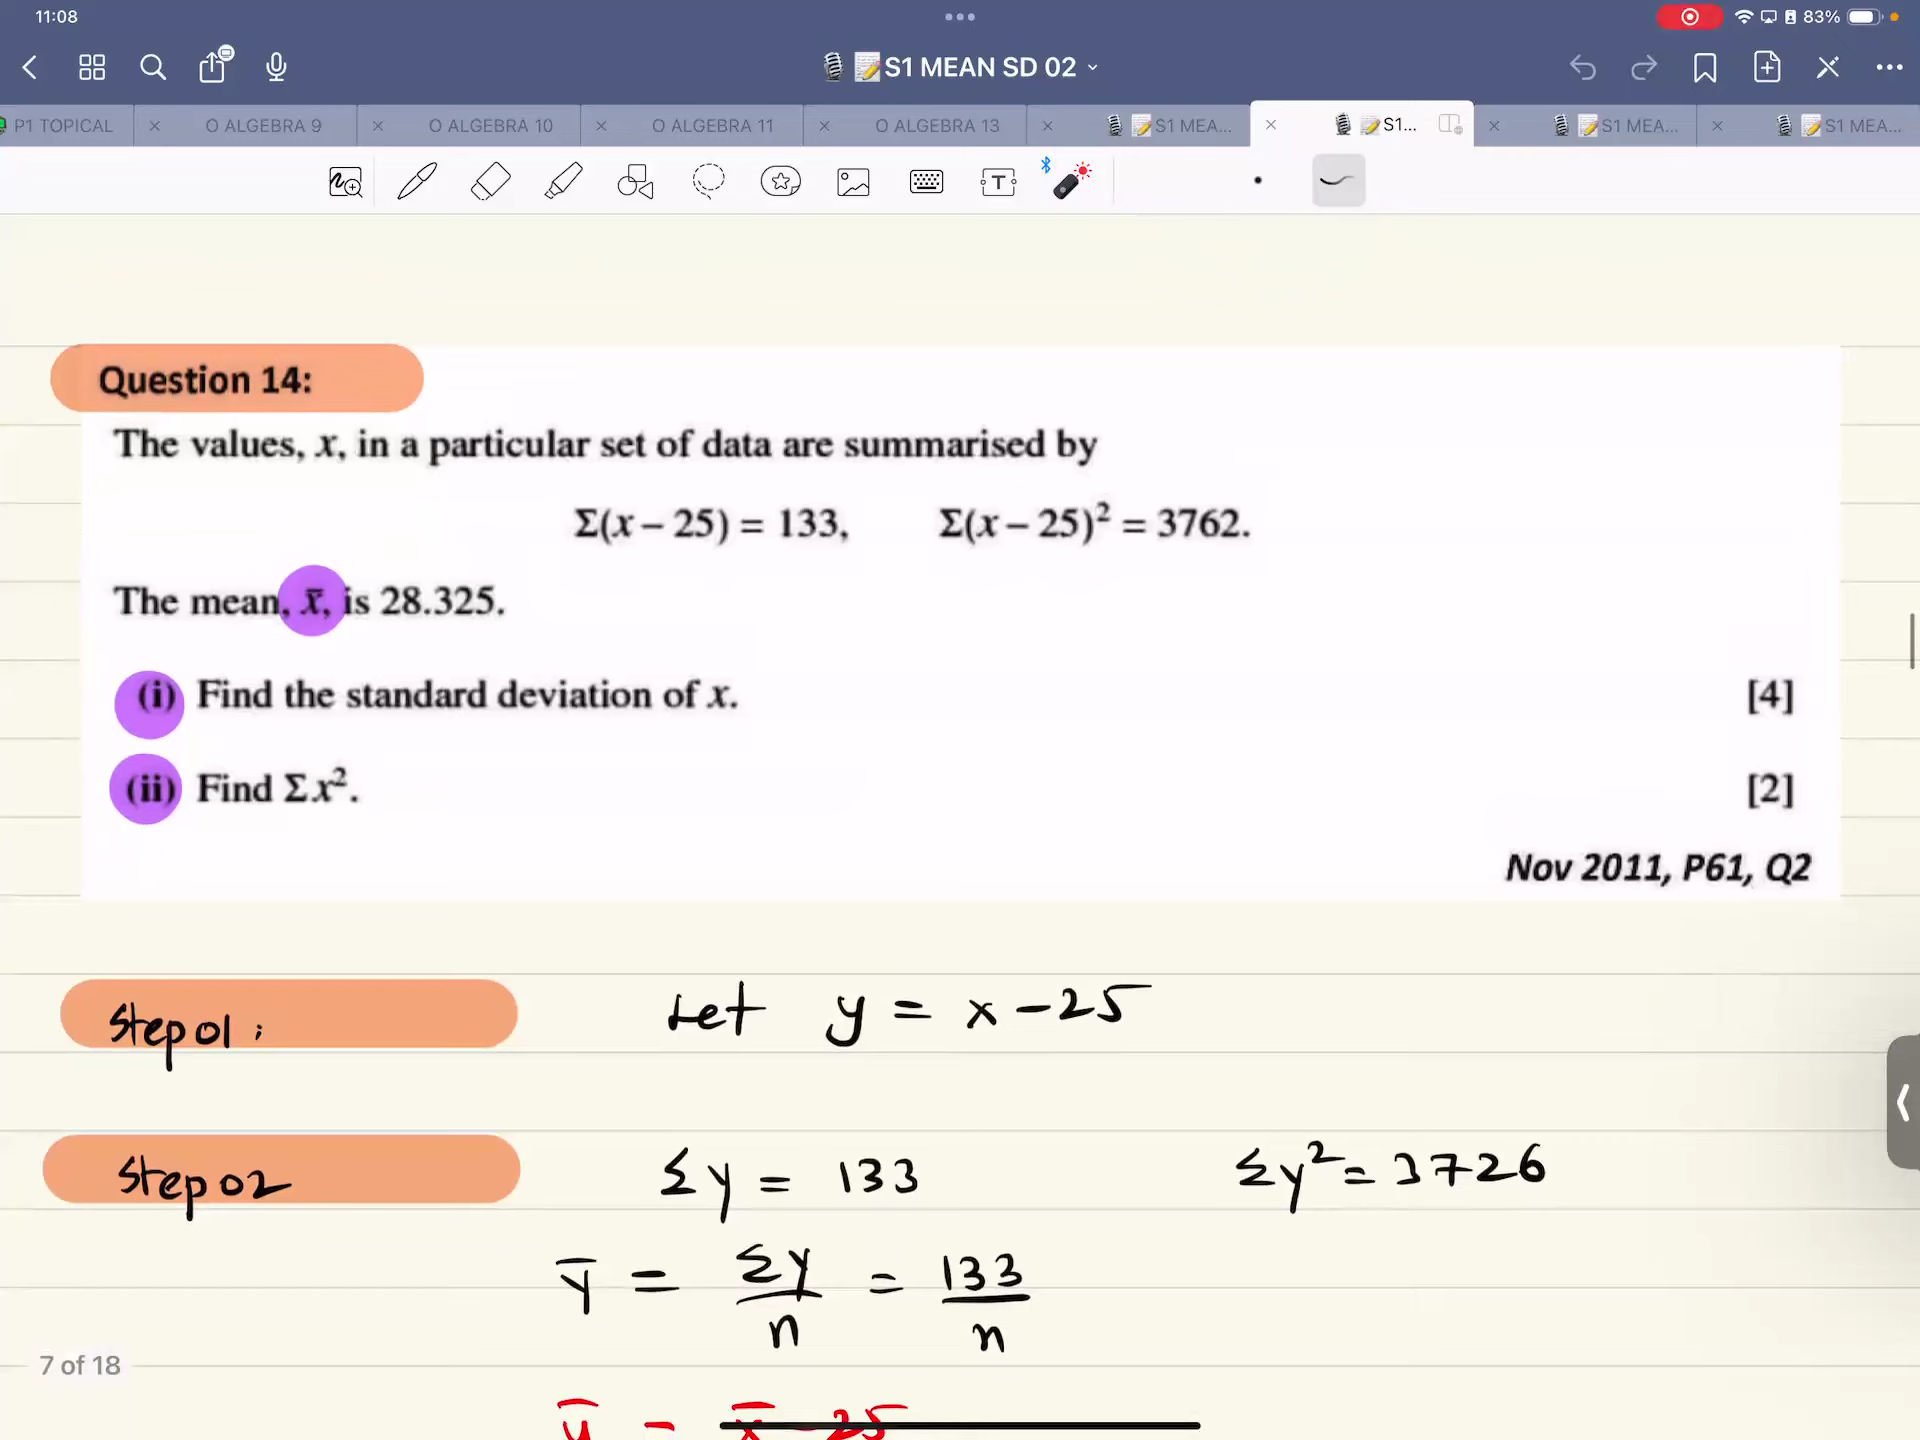 11:08
83%
S1 MEAN SD 02
P1 TOPICAL
O ALGEBRA 9
O ALGEBRA 10
O ALGEBRA 11
O ALGEBRA 13
S1 MEA...
S1...
S1 MEA...
S1 MEA...
Question 14:
The values, x, in a particular set of data are summarised by
Σ(x – 25) = 133, Σ(x – 25)² = 3762.
The mean, x̄, is 28.325.
(i) Find the standard deviation of x. [4]
(ii) Find Σx². [2]
Nov 2011, P61, Q2
Step 01 : Let y = x - 25
Step 02 Σy = 133 Σy² = 3726
ȳ = Σy/n = 133/n
ȳ = x̄ - 25
7 of 18